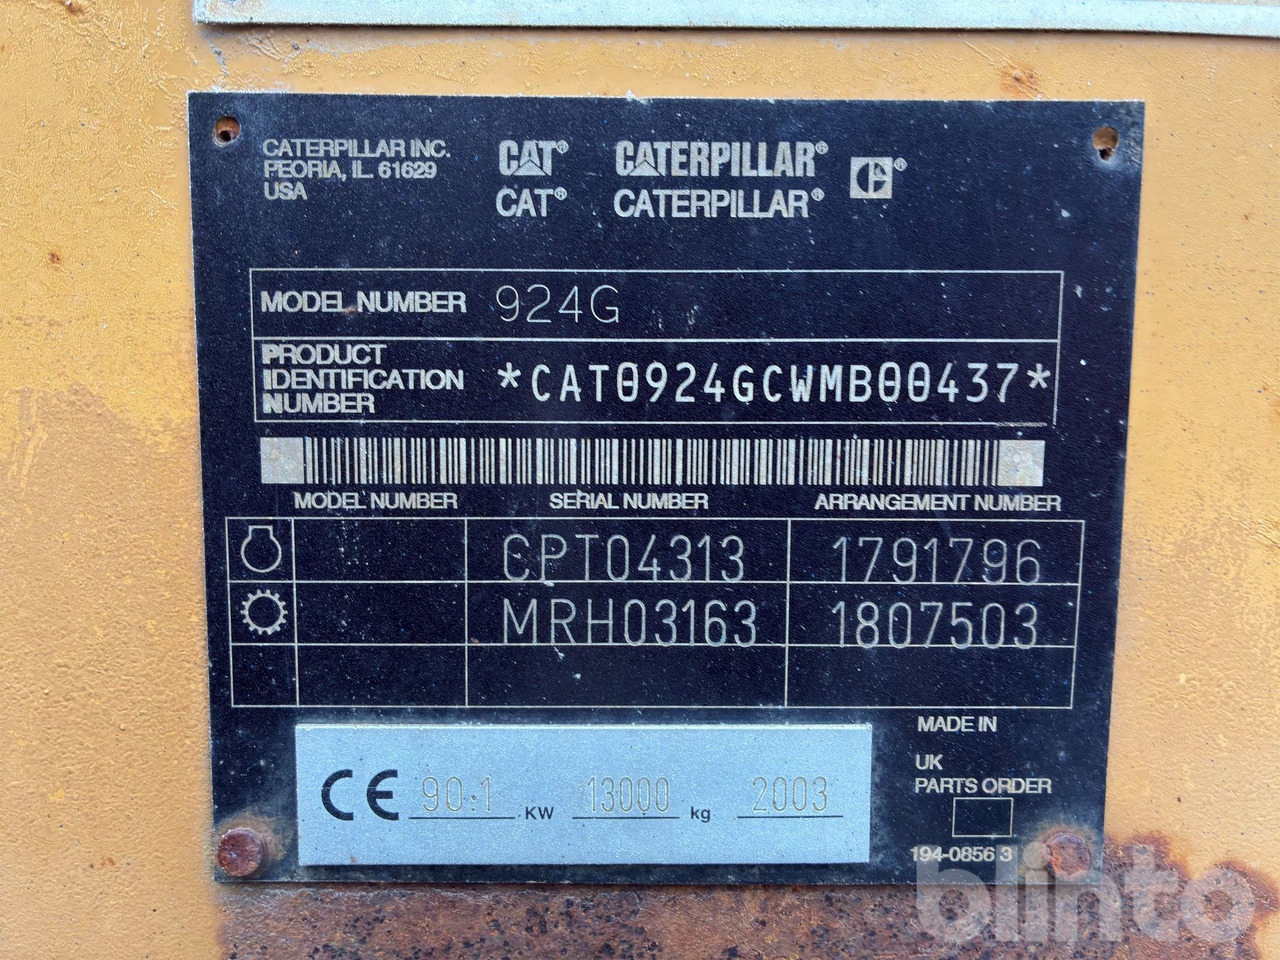 CATERPILLAR INC.
PEORIA, IL. 61629
USA
CAT® CATERPILLAR®
CAT® CATERPILLAR®
MODEL NUMBER 924G
PRODUCT
IDENTIFICATION
NUMBER
*CAT0924GCWMB00437*
MODEL NUMBER SERIAL NUMBER ARRANGEMENT NUMBER
CPT04313 1791796
MRH03163 1807503
MADE IN
UK
PARTS ORDER
CE 90.1 KW 13000 kg 2003
194-0856 3
blinto